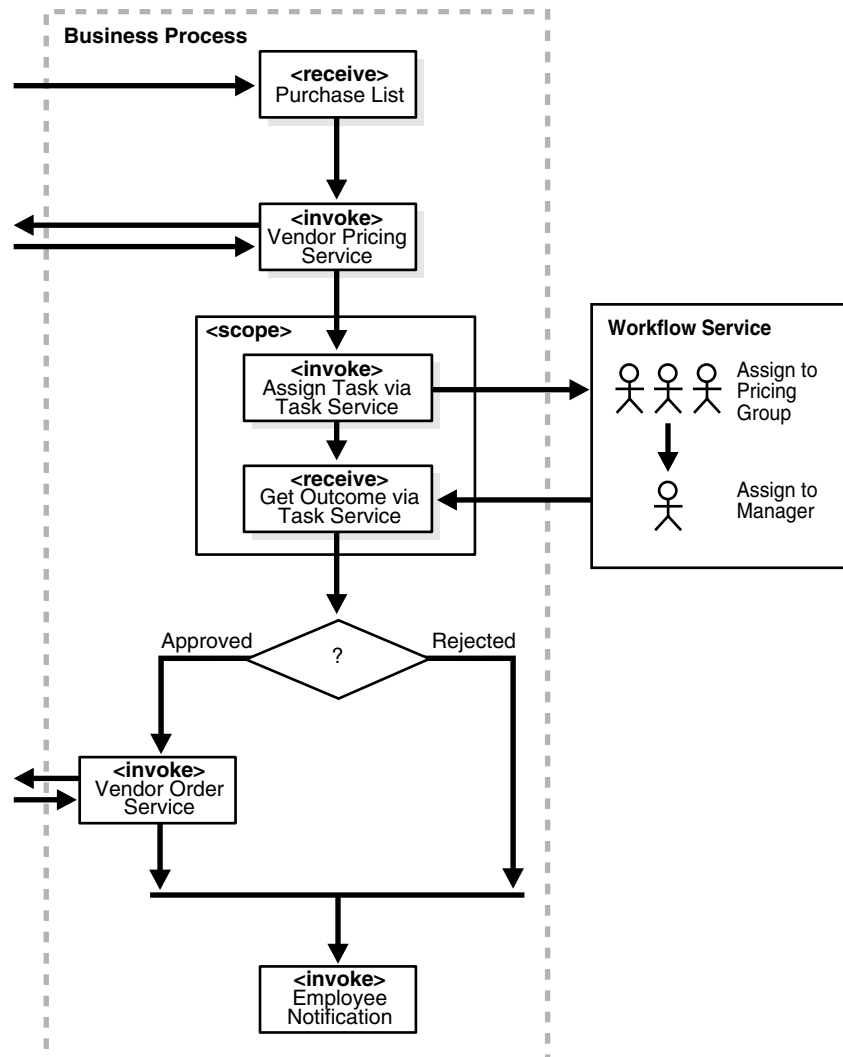 Business Process
<receive>
Purchase List
<invoke>
Vendor Pricing
Service
<scope>
<invoke>
Assign Task via
Task Service
<receive>
Get Outcome via
Task Service
Workflow Service
Assign to
Pricing
Group
Assign to
Manager
Approved
?
Rejected
<invoke>
Vendor Order
Service
<invoke>
Employee
Notification